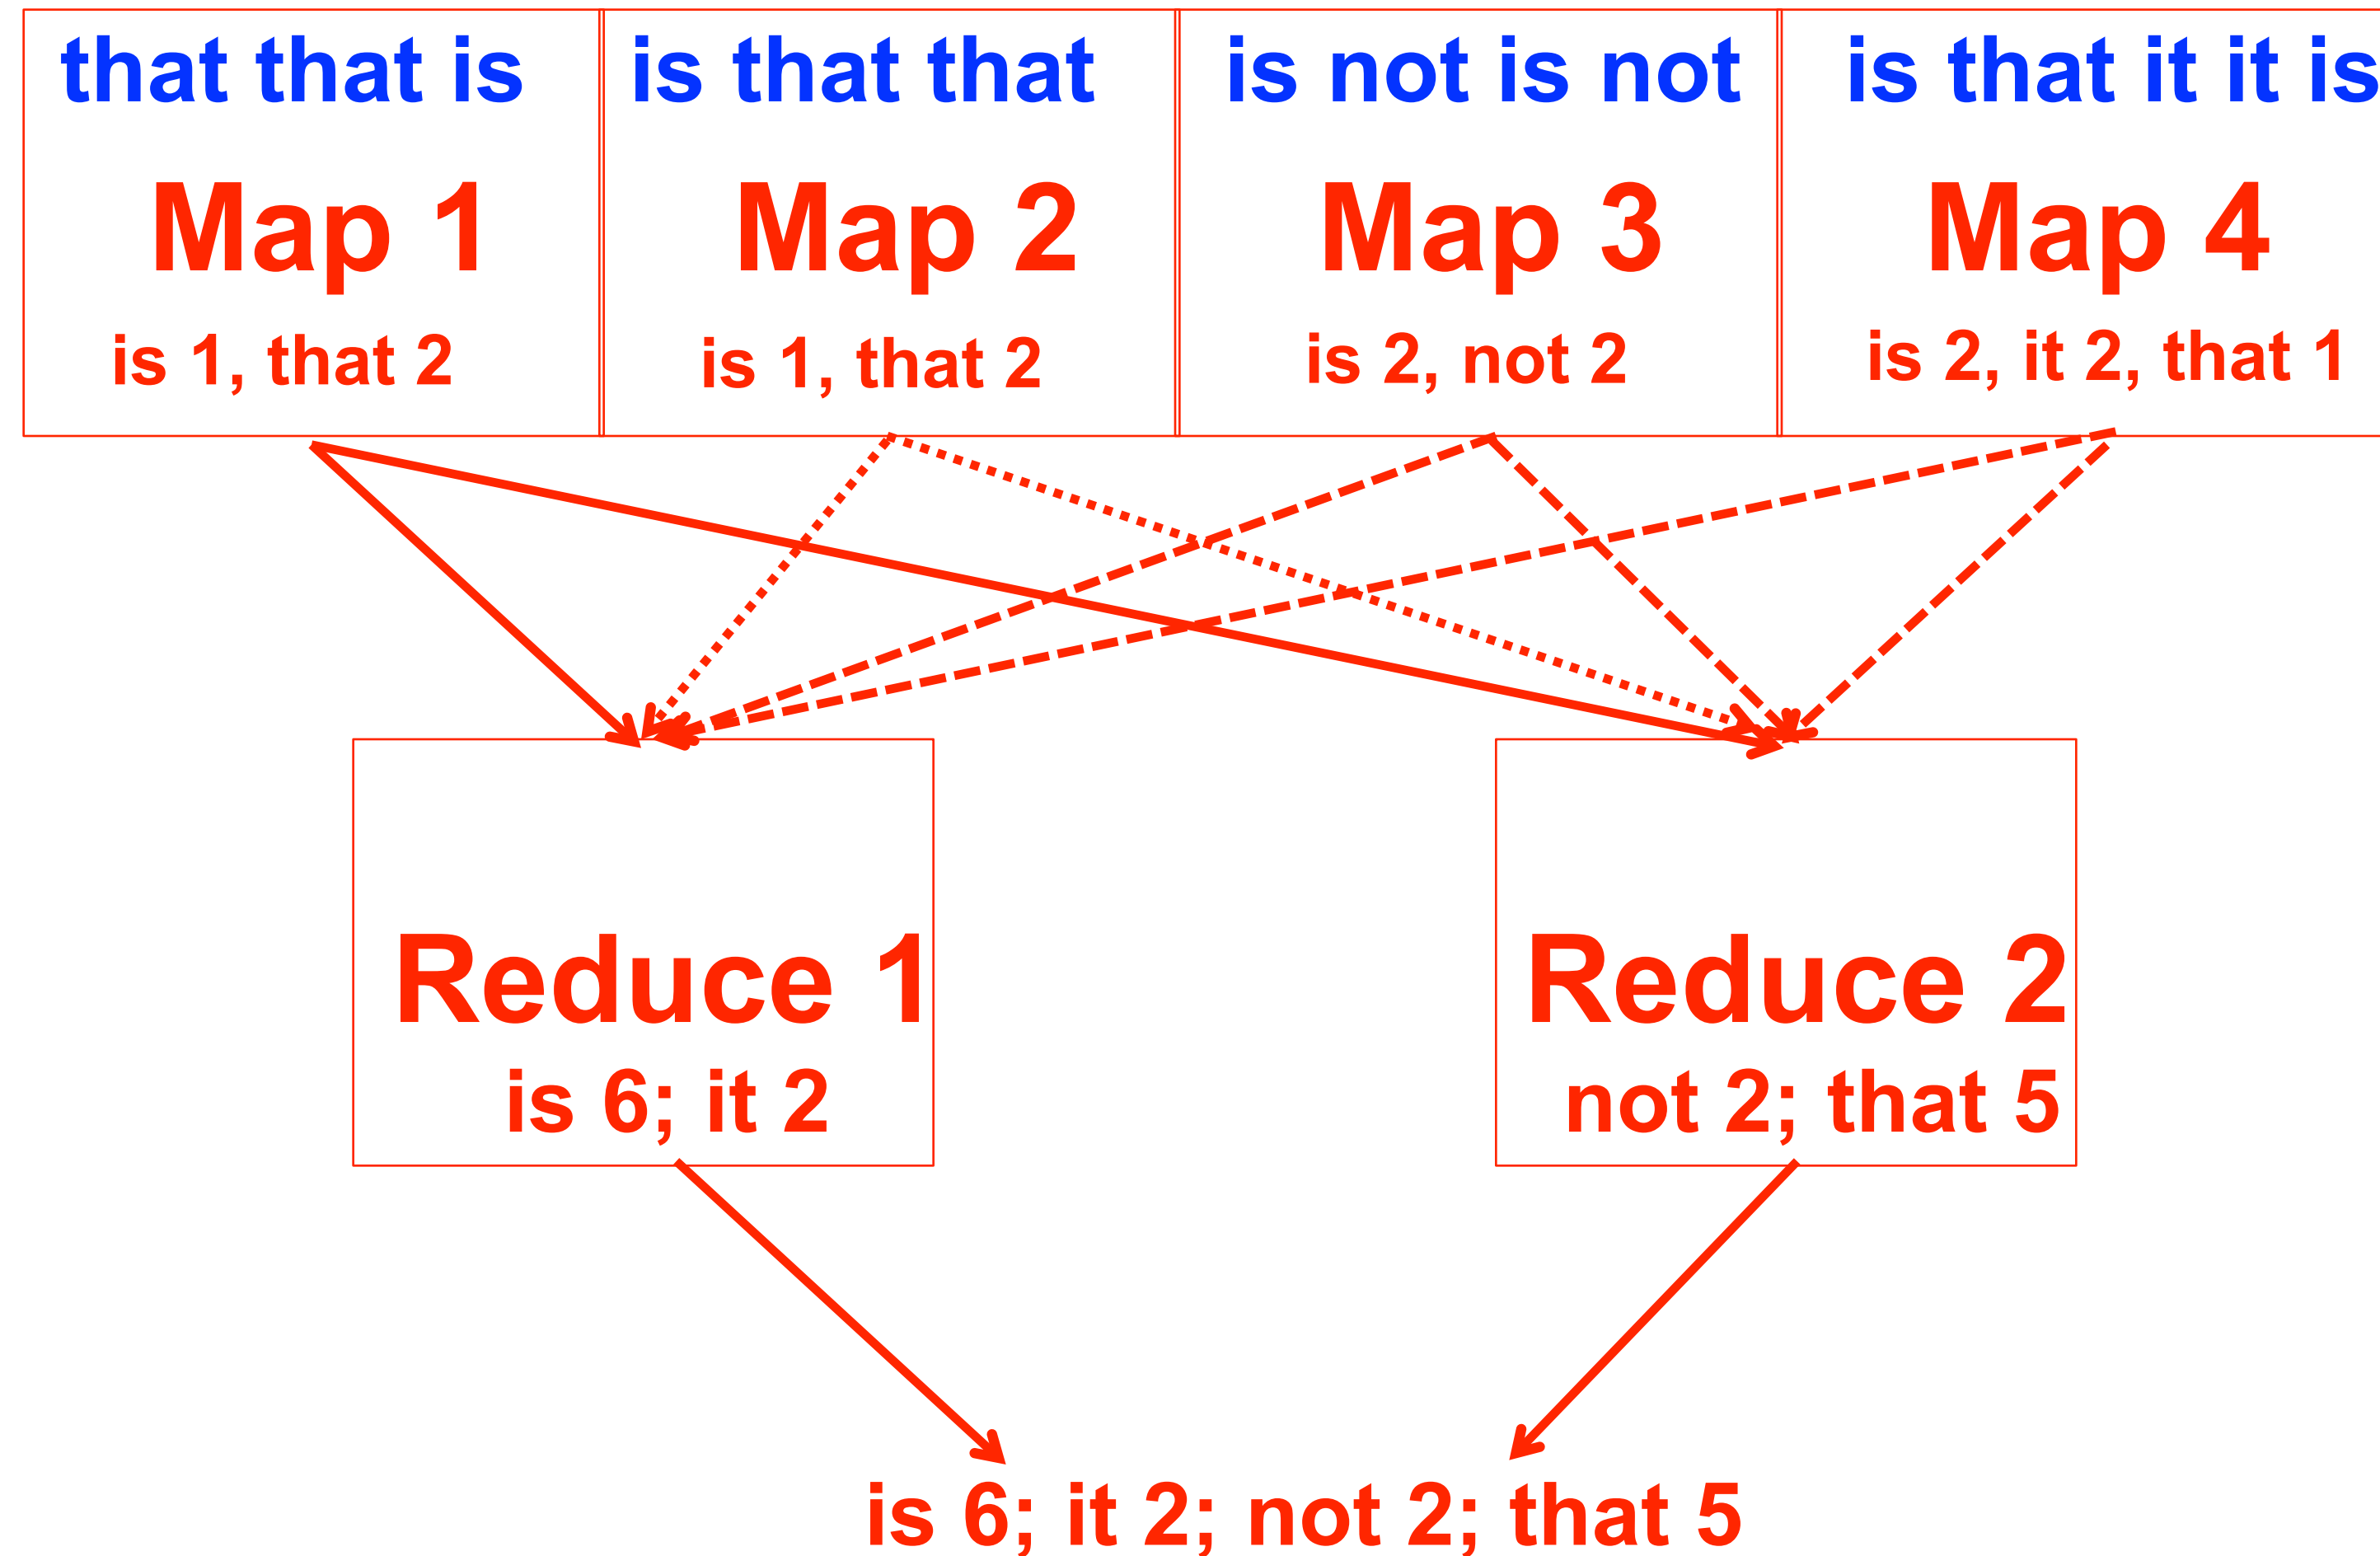 that that is
is that that
is not is not
is that it it is
Map 1
Map 2
Map 3
Map 4
is 1, that 2
is 1, that 2
is 2, not 2
is 2, it 2, that 1
Reduce 1
Reduce 2
is 6; it 2
not 2; that 5
is 6; it 2; not 2; that 5